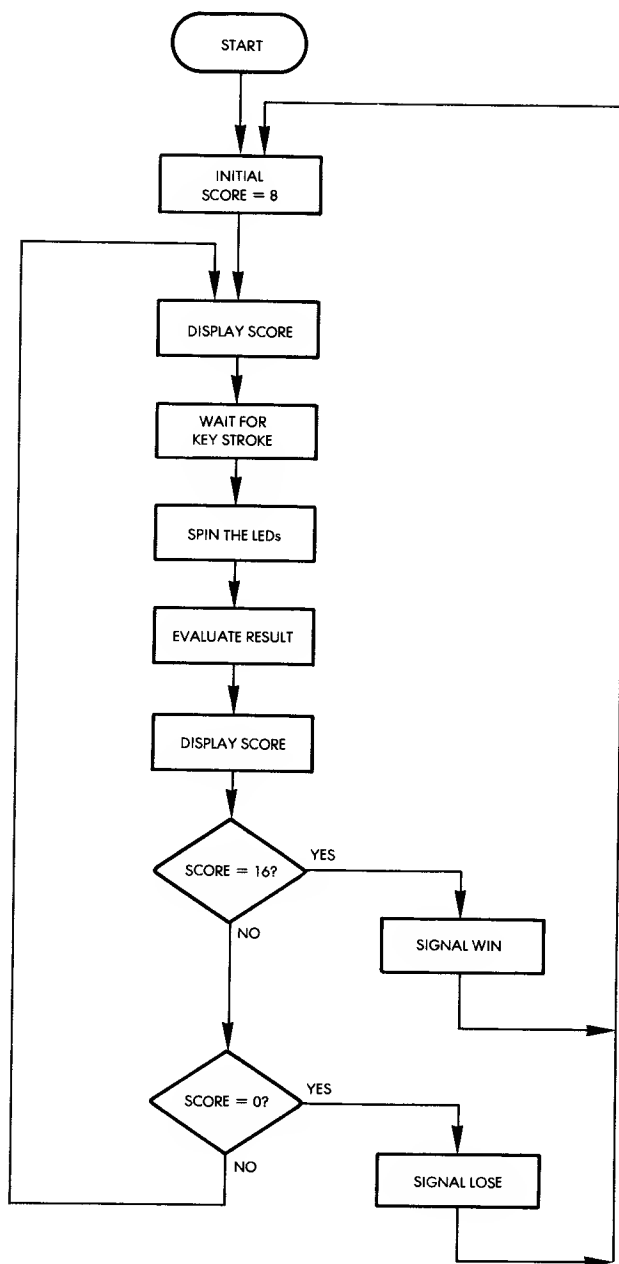 START
INITIAL
SCORE = 8
DISPLAY SCORE
WAIT FOR
KEY STROKE
SPIN THE LEDs
EVALUATE RESULT
DISPLAY SCORE
SCORE = 16?
YES
NO
SIGNAL WIN
SCORE = 0?
YES
NO
SIGNAL LOSE